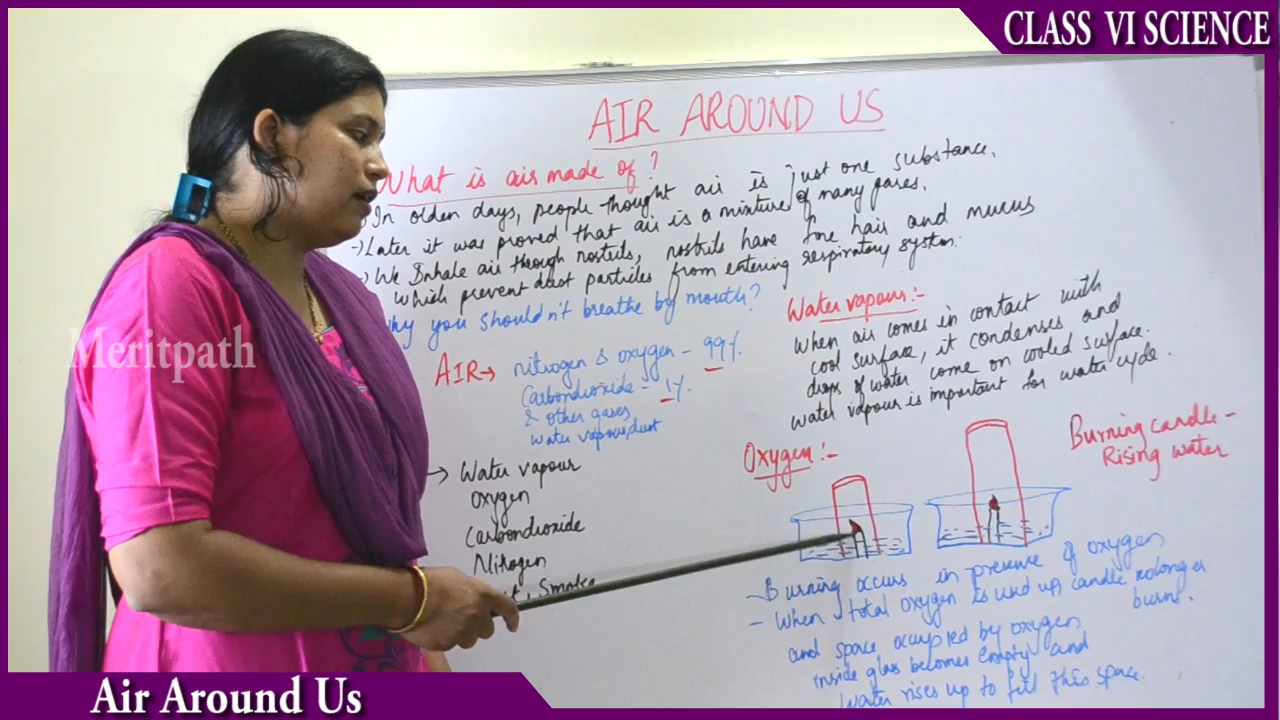 CLASS VI SCIENCE
AIR AROUND US
What is air made of?
In olden days, people thought air is just one substance.
-) Later it was proved that air is a mixture of many gases.
-) We Inhale air through nostrils, nostrils have fine hair and mucus
which prevent dust particles from entering respiratory system.
Why you shouldn't breathe by mouth?
Meritpath
AIR → nitrogen & oxygen - 99%.
Carbondioxide - 1%.
& other gases
water vapour, dust
→ Water vapour
Oxygen
Carbondioxide
Nitrogen
, Smoke
Water vapour:-
When air comes in contact with
cool surface, it condenses and
drops of water come on cooled surface.
water vapour is important for water cycle.
Oxygen:-
Burning candle -
Rising water
- Burning occurs in presence of oxygen
- When total oxygen is used up, candle nolonger
burns.
and space occupied by oxygen
inside glass becomes empty and
Water rises up to fill this space.
Air Around Us